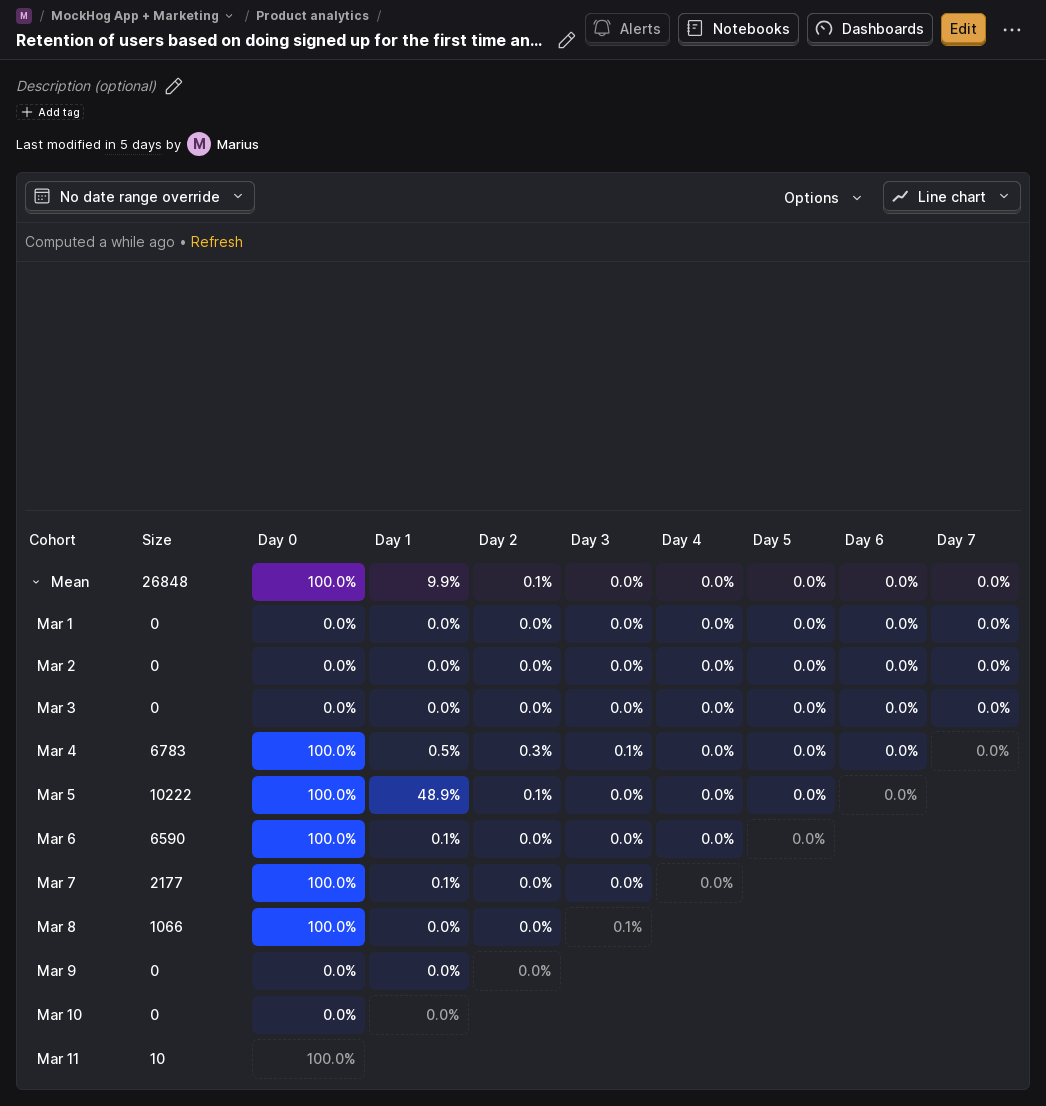 M / MockHog App + Marketing / Product analytics /
Retention of users based on doing signed up for the first time an...
Alerts Notebooks Dashboards Edit
Description (optional)
Add tag
Last modified in 5 days by M Marius
No date range override Options Line chart
Computed a while ago • Refresh
Cohort Size Day 0 Day 1 Day 2 Day 3 Day 4 Day 5 Day 6 Day 7
Mean 26848 100.0% 9.9% 0.1% 0.0% 0.0% 0.0% 0.0% 0.0%
Mar 1 0 0.0% 0.0% 0.0% 0.0% 0.0% 0.0% 0.0% 0.0%
Mar 2 0 0.0% 0.0% 0.0% 0.0% 0.0% 0.0% 0.0% 0.0%
Mar 3 0 0.0% 0.0% 0.0% 0.0% 0.0% 0.0% 0.0% 0.0%
Mar 4 6783 100.0% 0.5% 0.3% 0.1% 0.0% 0.0% 0.0% 0.0%
Mar 5 10222 100.0% 48.9% 0.1% 0.0% 0.0% 0.0% 0.0%
Mar 6 6590 100.0% 0.1% 0.0% 0.0% 0.0% 0.0%
Mar 7 2177 100.0% 0.1% 0.0% 0.0% 0.0%
Mar 8 1066 100.0% 0.0% 0.0% 0.1%
Mar 9 0 0.0% 0.0% 0.0%
Mar 10 0 0.0% 0.0%
Mar 11 10 100.0%